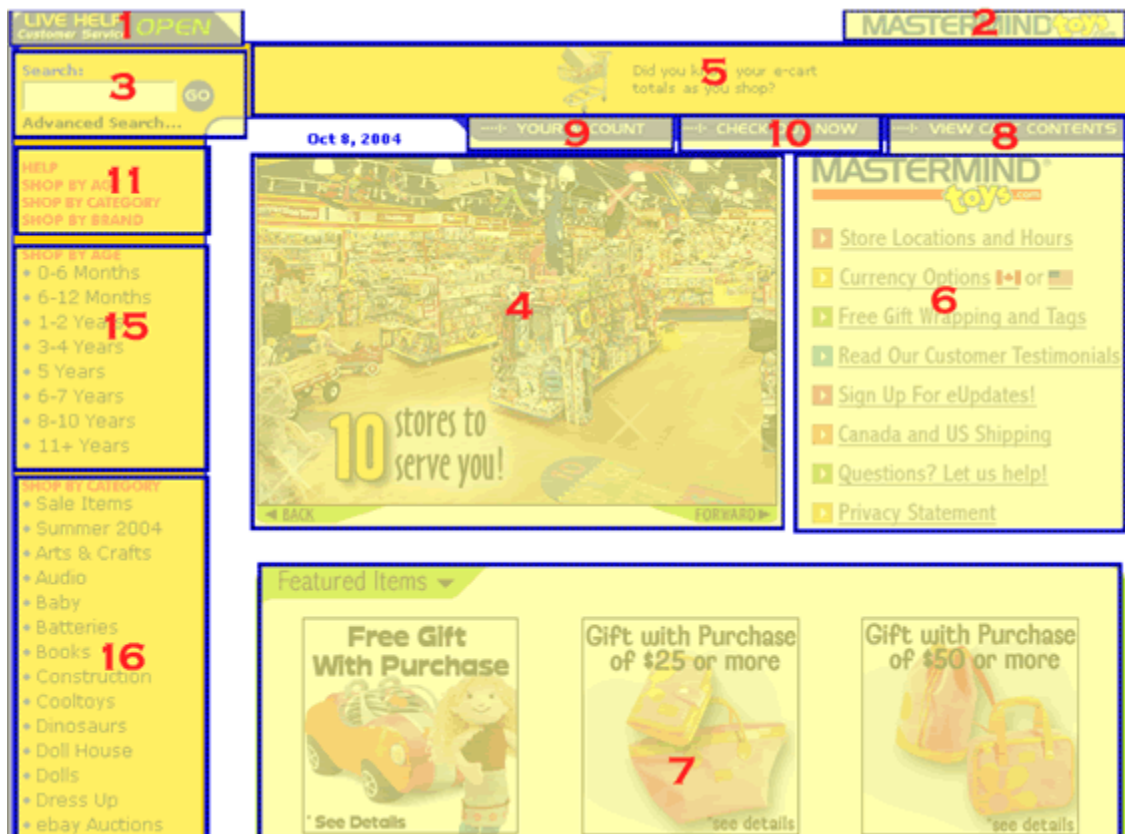 LIVE HELP
Customer Service OPEN
1
MASTERMIND toys
2
Search:
GO
3
Advanced Search...
Did you know your e-cart
totals as you shop?
5
Oct 8, 2004
YOUR ACCOUNT
9
CHECKOUT NOW
10
VIEW CART CONTENTS
8
HELP
SHOP BY AGE
SHOP BY CATEGORY
SHOP BY BRAND
11
SHOP BY AGE
0-6 Months
6-12 Months
1-2 Years
3-4 Years
5 Years
6-7 Years
8-10 Years
11+ Years
15
SHOP BY CATEGORY
Sale Items
Summer 2004
Arts & Crafts
Audio
Baby
Batteries
Books
Construction
Cooltoys
Dinosaurs
Doll House
Dolls
Dress Up
ebay Auctions
16
4
10 stores to
serve you!
BACK
FORWARD
MASTERMIND®
toys.com
Store Locations and Hours
Currency Options or
Free Gift Wrapping and Tags
Read Our Customer Testimonials
Sign Up For eUpdates!
Canada and US Shipping
Questions? Let us help!
Privacy Statement
6
Featured Items
Free Gift
With Purchase
*See Details
Gift with Purchase
of $25 or more
*see details
7
Gift with Purchase
of $50 or more
*see details